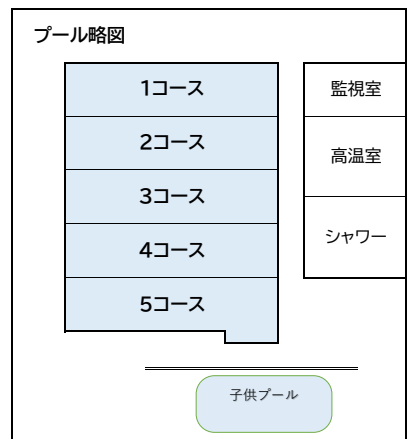 プール略図
1コース
監視室
2コース
高温室
3コース
シャワー
4コース
5コース
子供プール